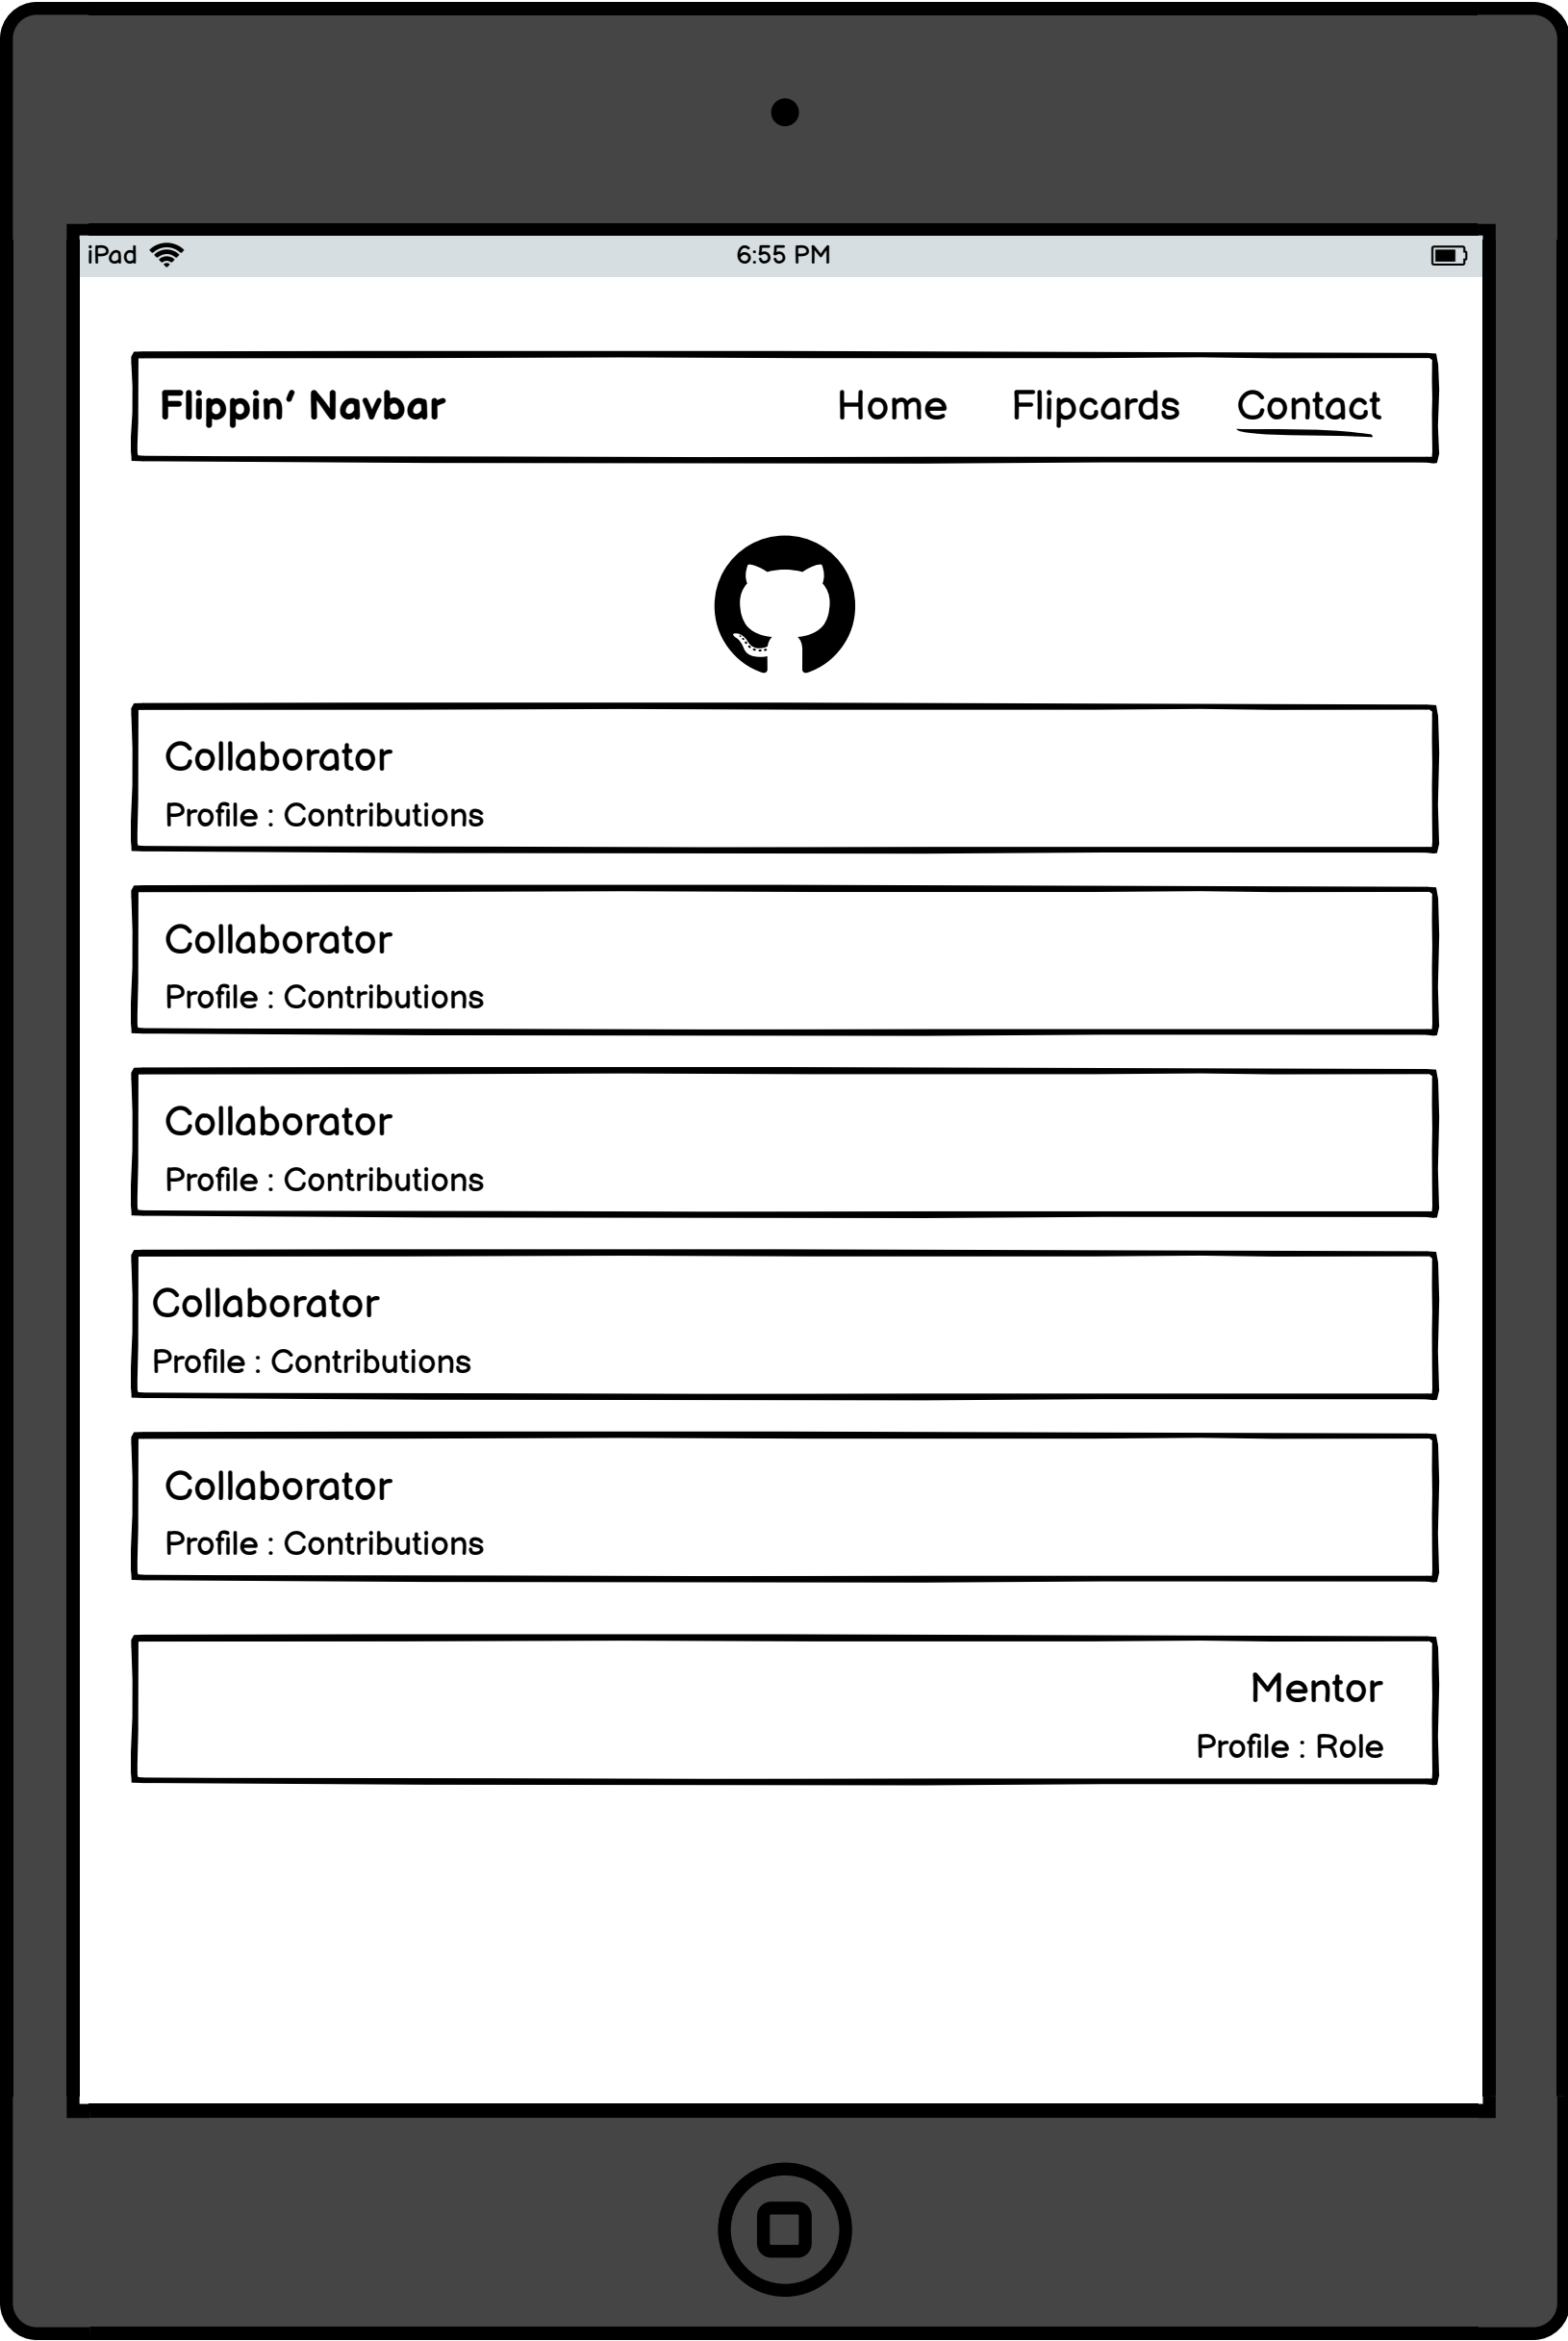 iPad 6:55 PM
Flippin' Navbar Home Flipcards Contact
Collaborator
Profile : Contributions
Collaborator
Profile : Contributions
Collaborator
Profile : Contributions
Collaborator
Profile : Contributions
Collaborator
Profile : Contributions
Mentor
Profile : Role